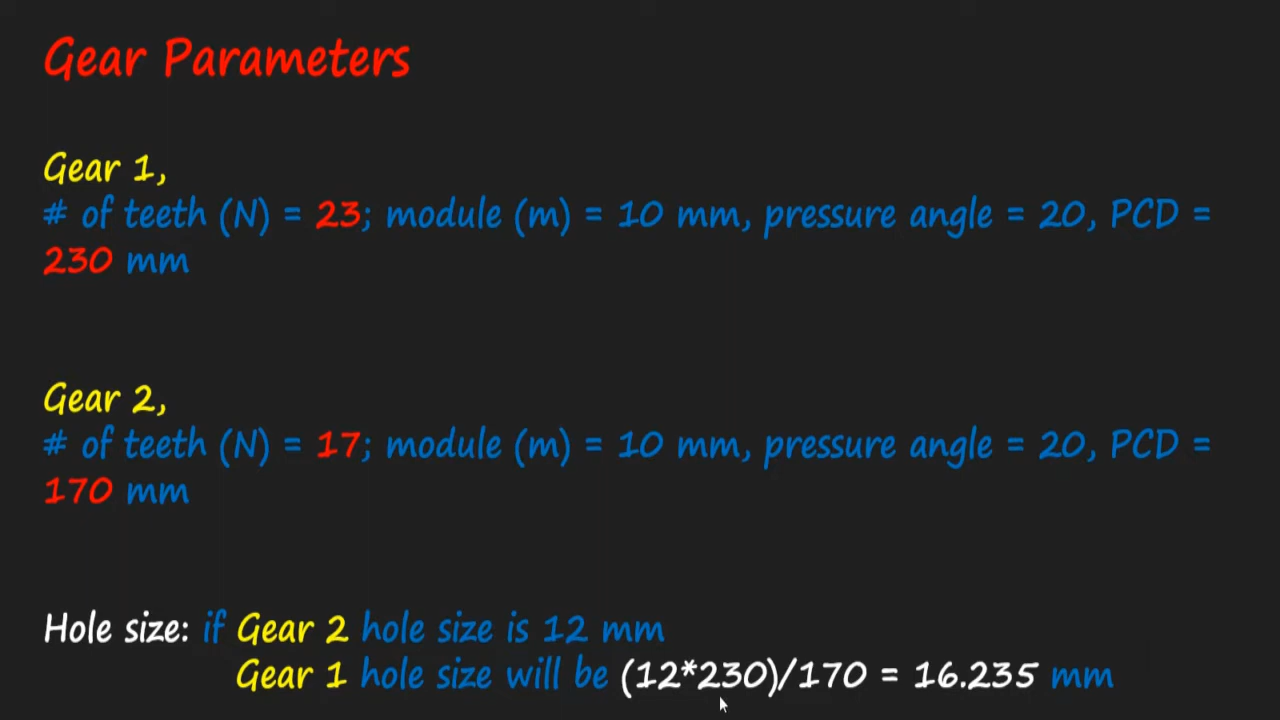 Gear Parameters
Gear 1,
# of teeth (N) = 23; module (m) = 10 mm, pressure angle = 20, PCD =
230 mm
Gear 2,
# of teeth (N) = 17; module (m) = 10 mm, pressure angle = 20, PCD =
170 mm
Hole size: if Gear 2 hole size is 12 mm
Gear 1 hole size will be (12*230)/170 = 16.235 mm